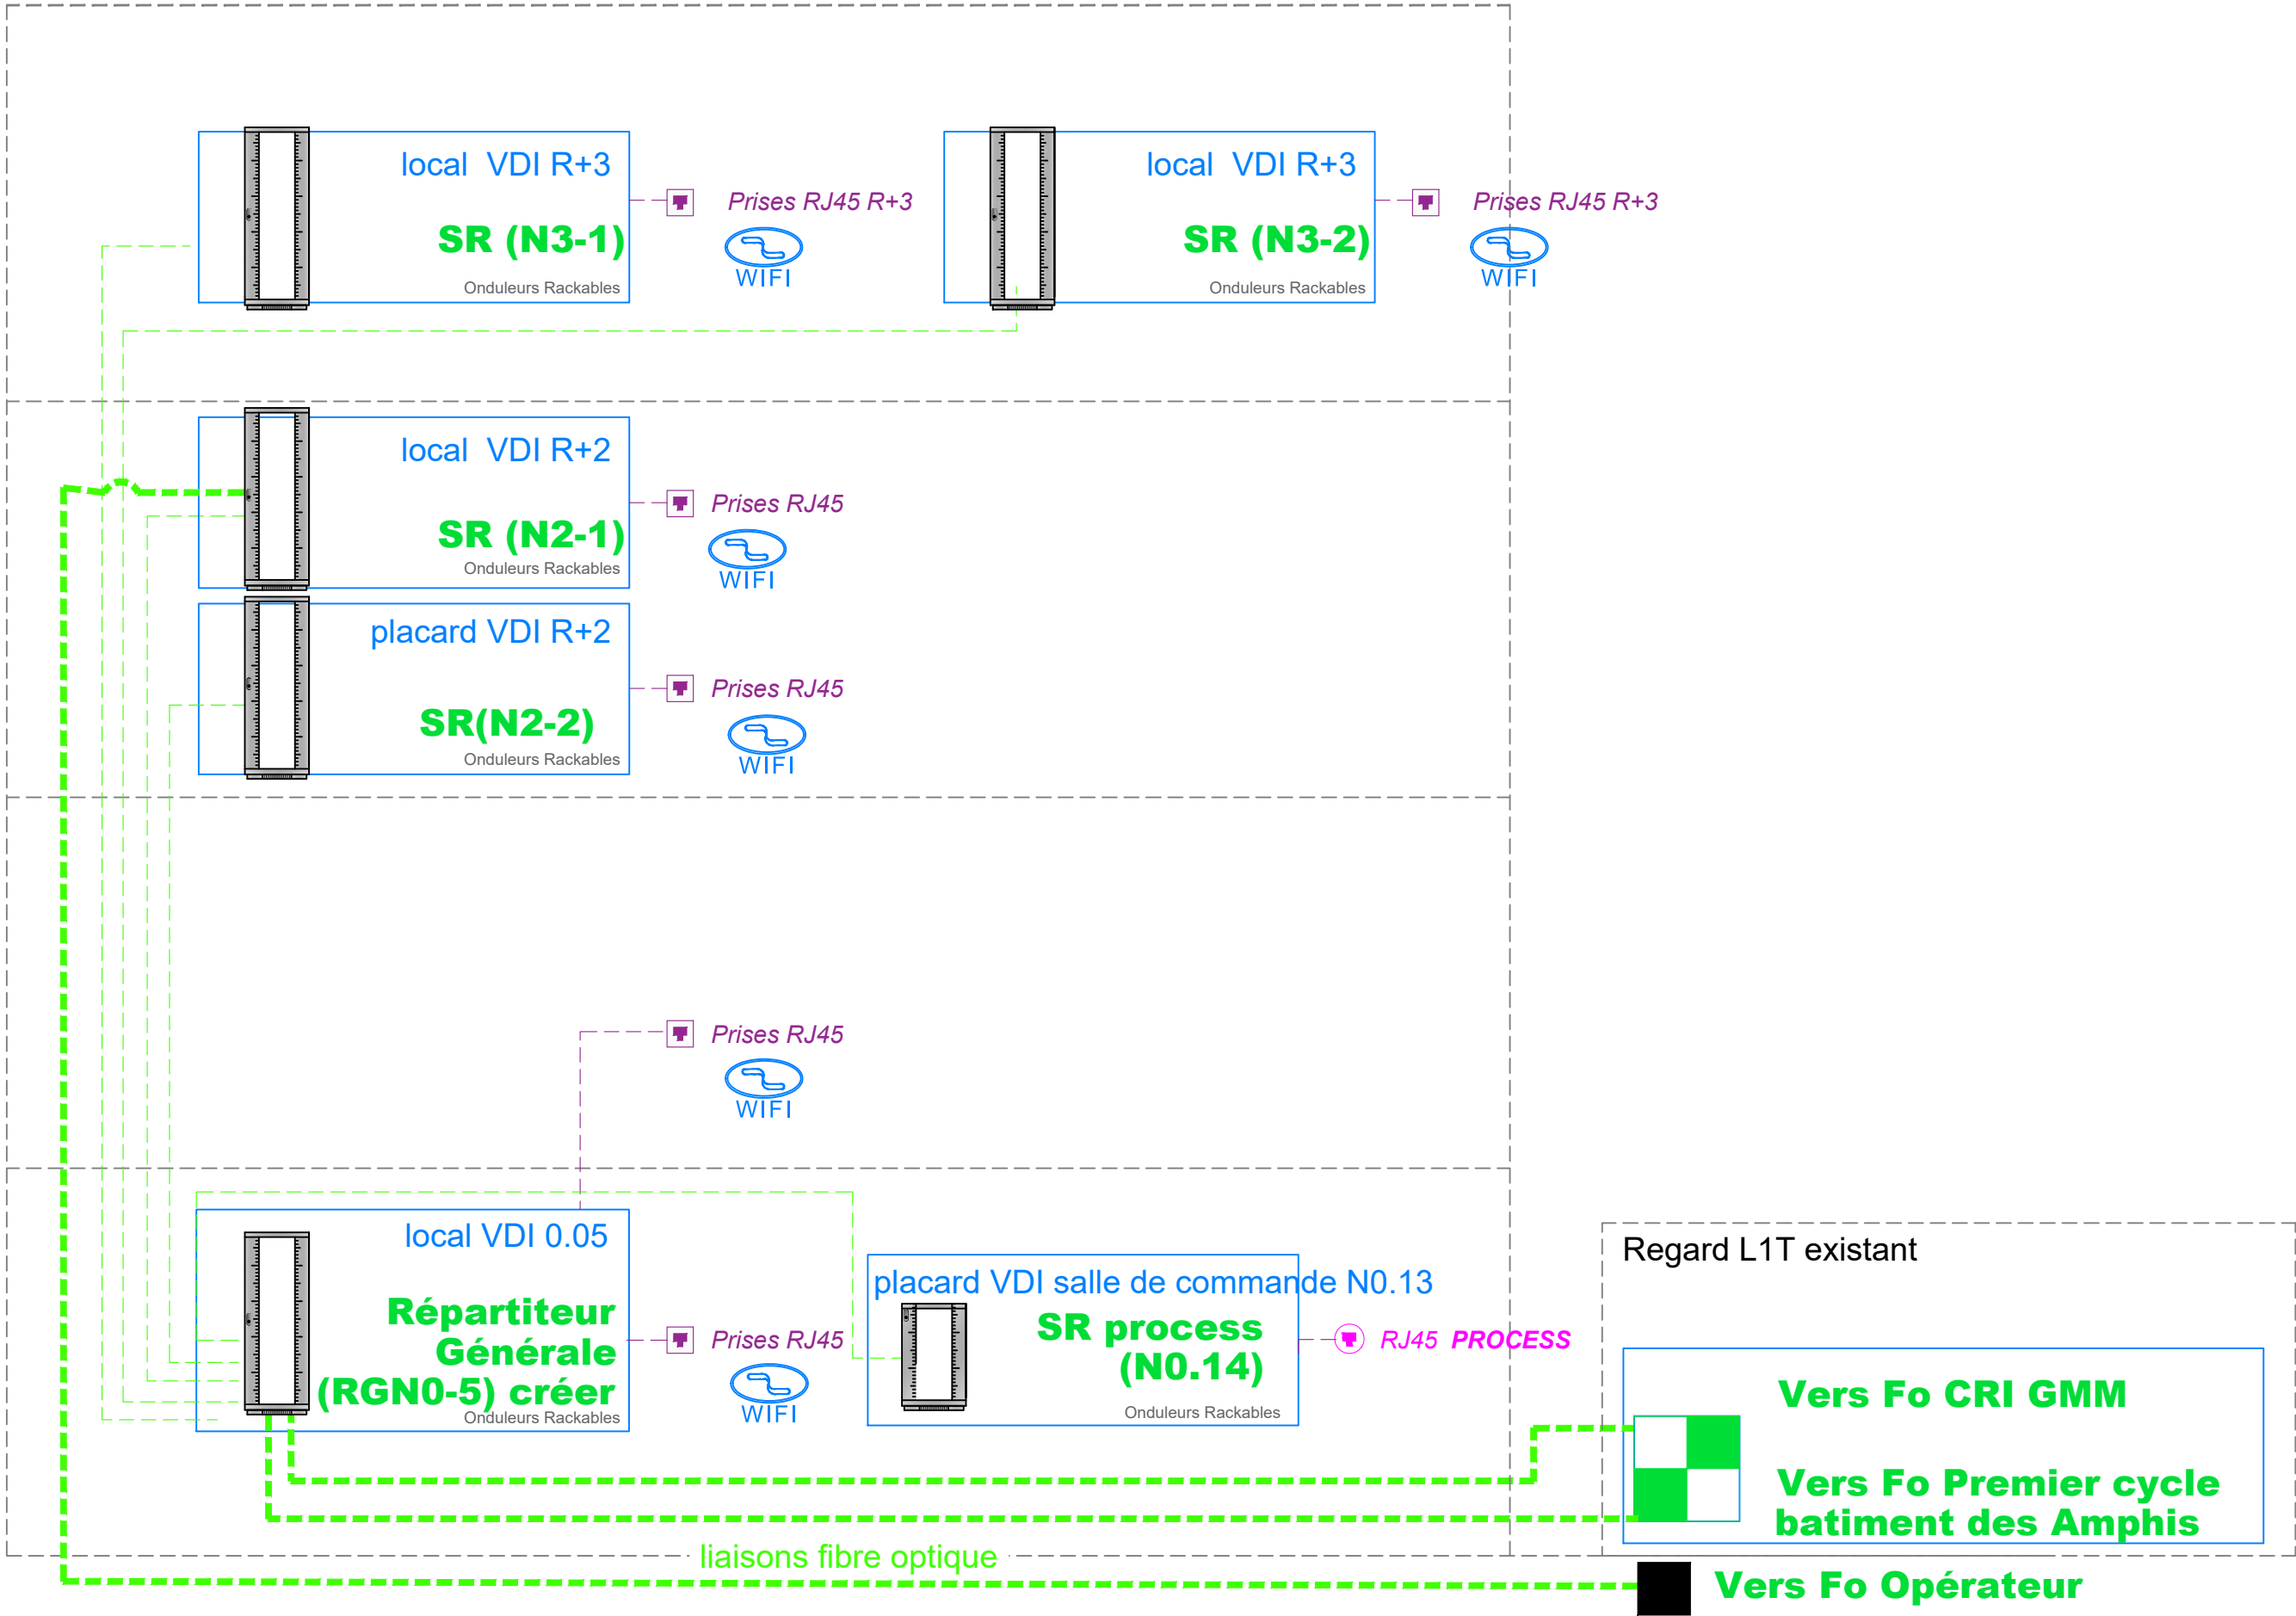 local VDI R+3
SR (N3-1)
Onduleurs Rackables
Prises RJ45 R+3
WIFI
local VDI R+3
SR (N3-2)
Onduleurs Rackables
Prises RJ45 R+3
WIFI
local VDI R+2
SR (N2-1)
Onduleurs Rackables
Prises RJ45
WIFI
placard VDI R+2
SR(N2-2)
Onduleurs Rackables
Prises RJ45
WIFI
Prises RJ45
WIFI
local VDI 0.05
Répartiteur
Générale
(RGN0-5) créer
Onduleurs Rackables
Prises RJ45
WIFI
placard VDI salle de commande N0.13
SR process
(N0.14)
Onduleurs Rackables
RJ45 PROCESS
Regard L1T existant
Vers Fo CRI GMM
Vers Fo Premier cycle
batiment des Amphis
liaisons fibre optique
Vers Fo Opérateur